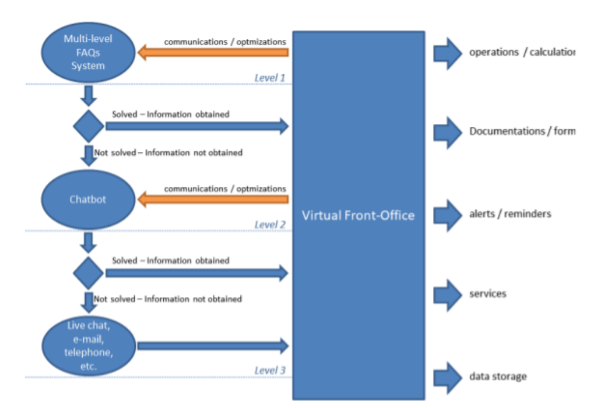 Multi-level
FAQs
System
communications / optmizations
Level 1
Solved – Information obtained
Not solved – Information not obtained
Chatbot
communications / optmizations
Level 2
Solved – Information obtained
Not solved – Information not obtained
Live chat,
e-mail,
telephone,
etc.
Level 3
Virtual Front-Office
operations / calculation
Documentations / form
alerts / reminders
services
data storage